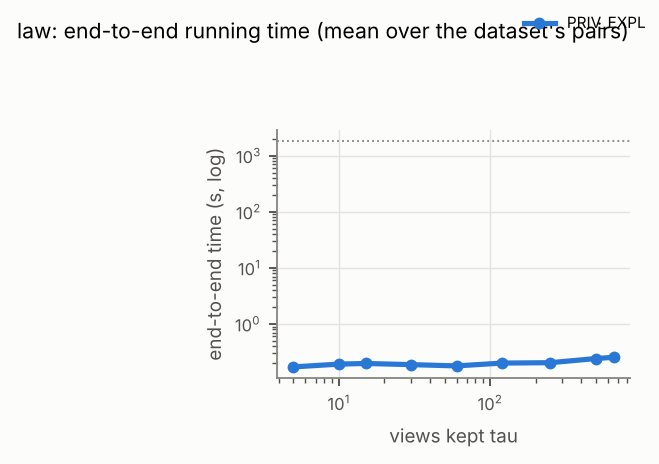 PRIV_EXPL
law: end-to-end running time (mean over the dataset's pairs)
end-to-end time (s, log)
10³
10²
10¹
10⁰
10¹ 10²
views kept tau